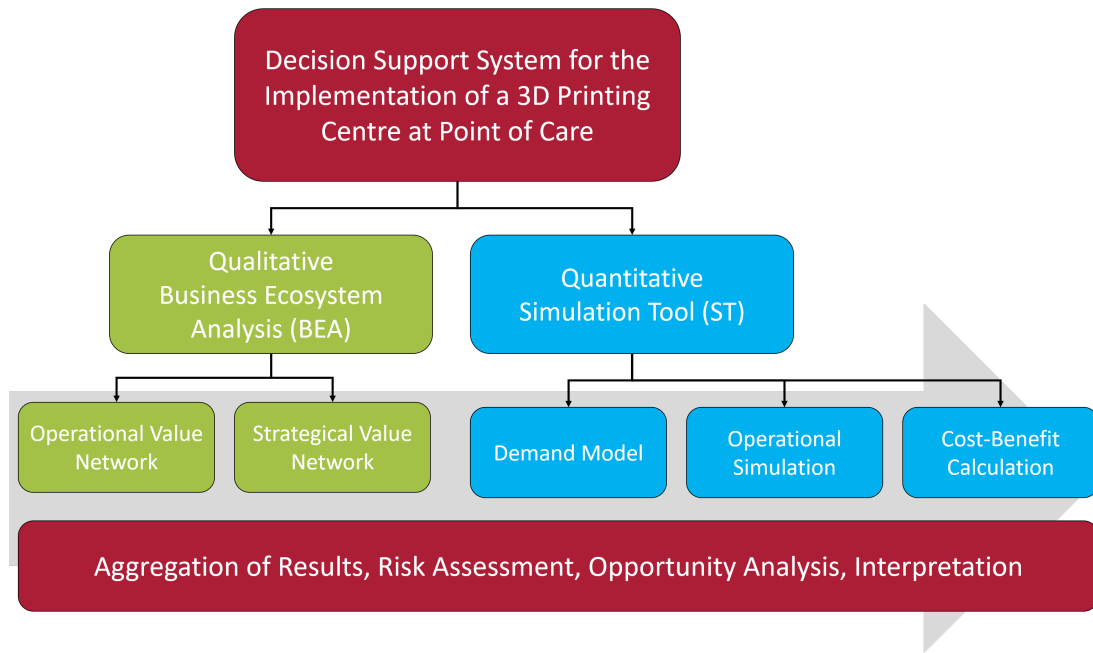 Decision Support System for the
Implementation of a 3D Printing
Centre at Point of Care
Qualitative
Business Ecosystem
Analysis (BEA)
Quantitative
Simulation Tool (ST)
Operational Value
Network
Strategical Value
Network
Demand Model
Operational
Simulation
Cost-Benefit
Calculation
Aggregation of Results, Risk Assessment, Opportunity Analysis, Interpretation